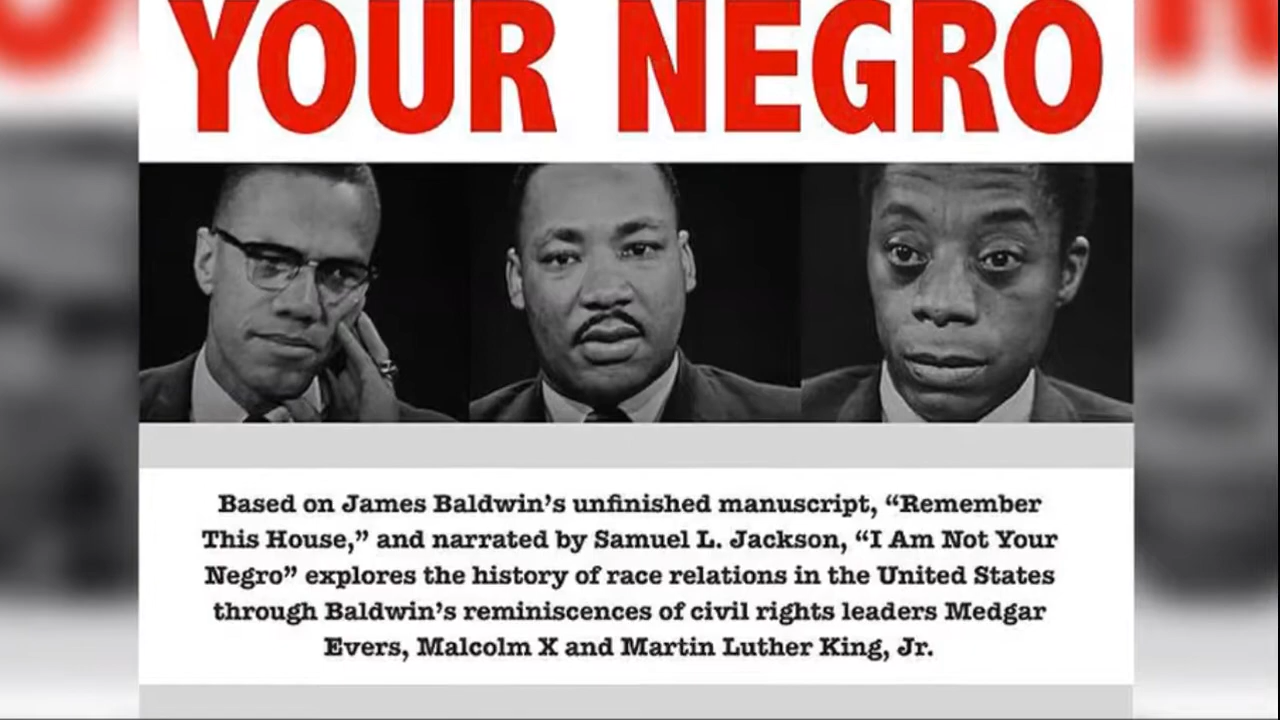 YOUR NEGRO
Based on James Baldwin’s unfinished manuscript, “Remember
This House,” and narrated by Samuel L. Jackson, “I Am Not Your
Negro” explores the history of race relations in the United States
through Baldwin’s reminiscences of civil rights leaders Medgar
Evers, Malcolm X and Martin Luther King, Jr.